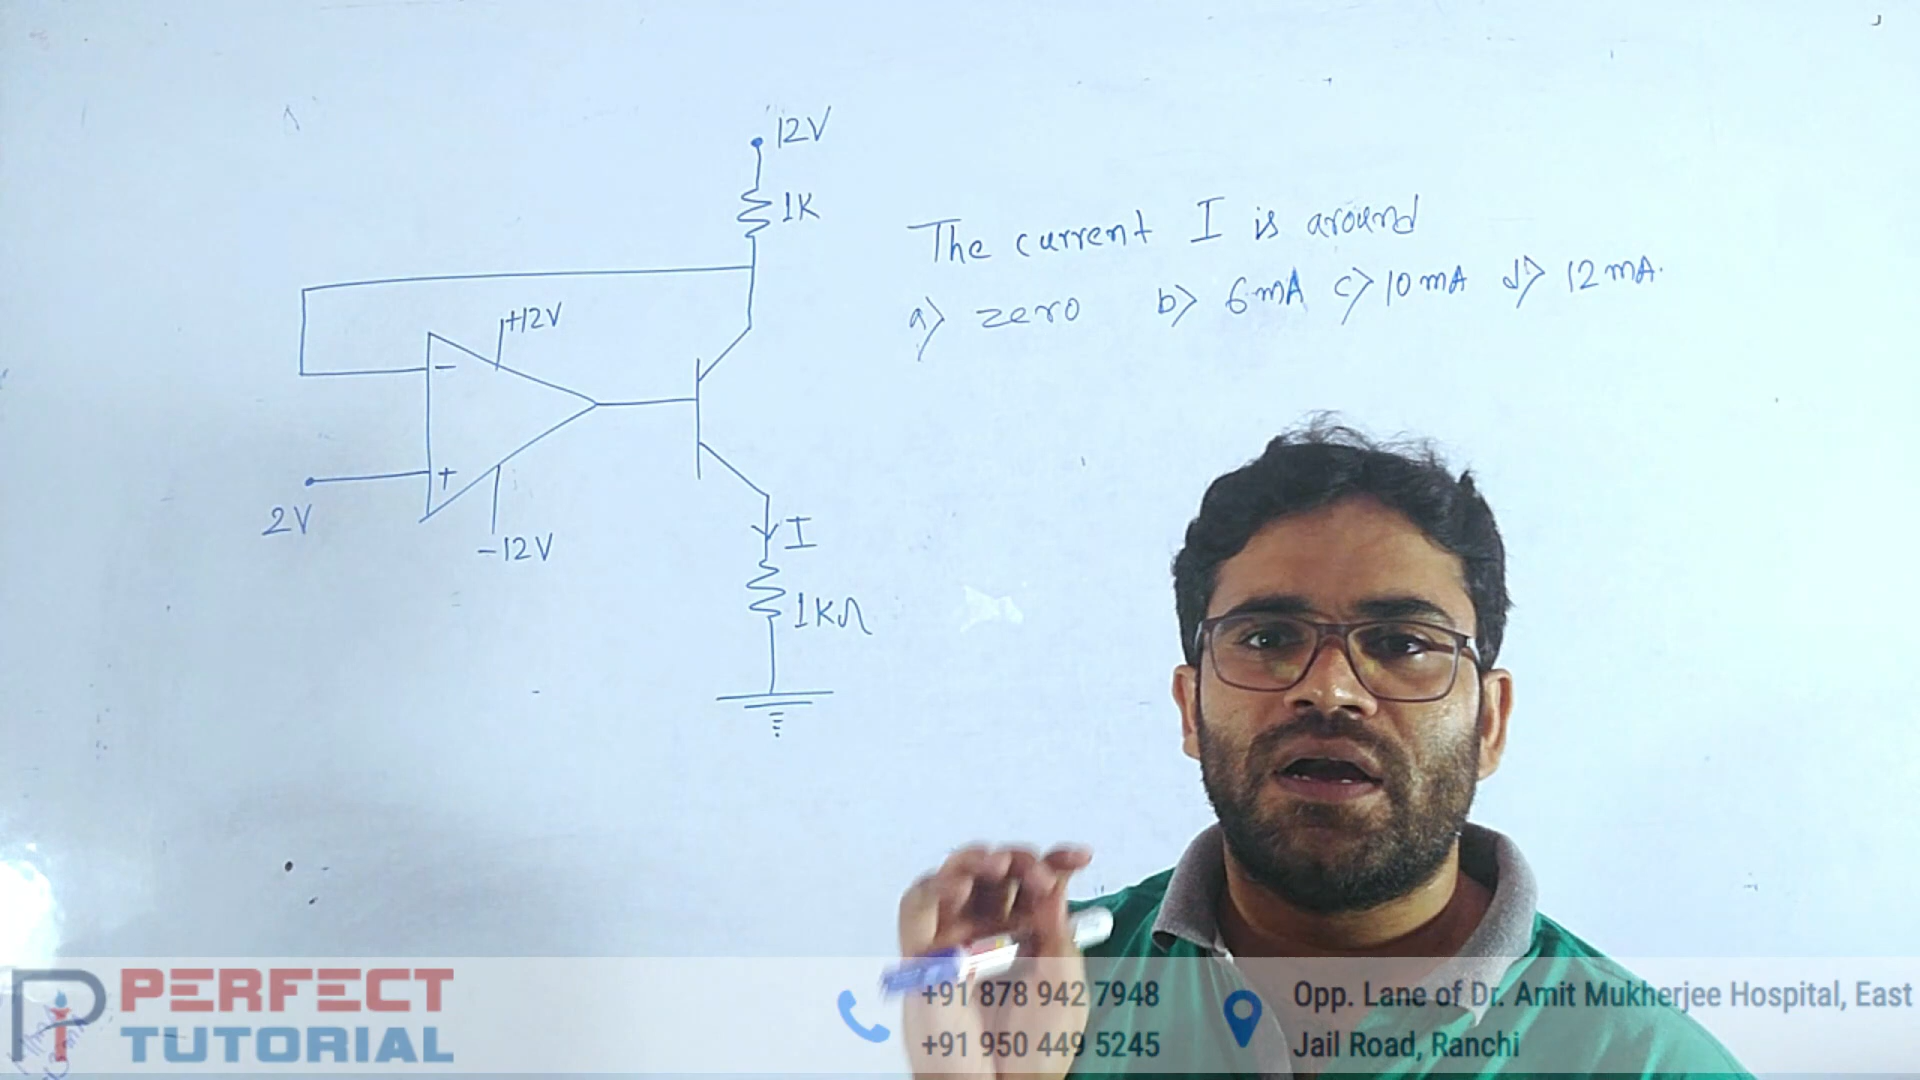 12V
1K
The current I is around
a) zero b) 6mA c) 10mA d) 12mA.
+12V
-
+
2V
-12V
I
1KΩ
PERFECT
TUTORIAL
+91 878 942 7948
+91 950 449 5245
Opp. Lane of Dr. Amit Mukherjee Hospital, East
Jail Road, Ranchi